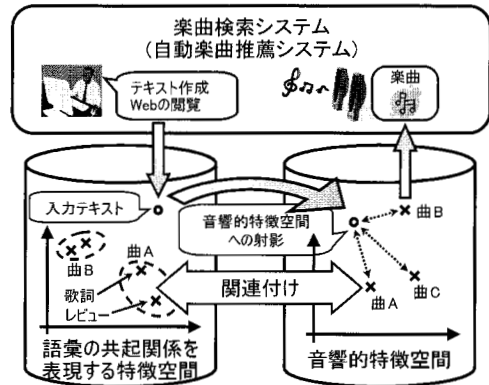 楽曲検索システム
(自動楽曲推薦システム)
テキスト作成
Webの閲覧
楽曲
入力テキスト
音響的特徴空間
への射影
曲B
曲A
曲B
歌詞
レビュー
関連付け
曲A
曲C
語彙の共起関係を
表現する特徴空間
音響的特徴空間